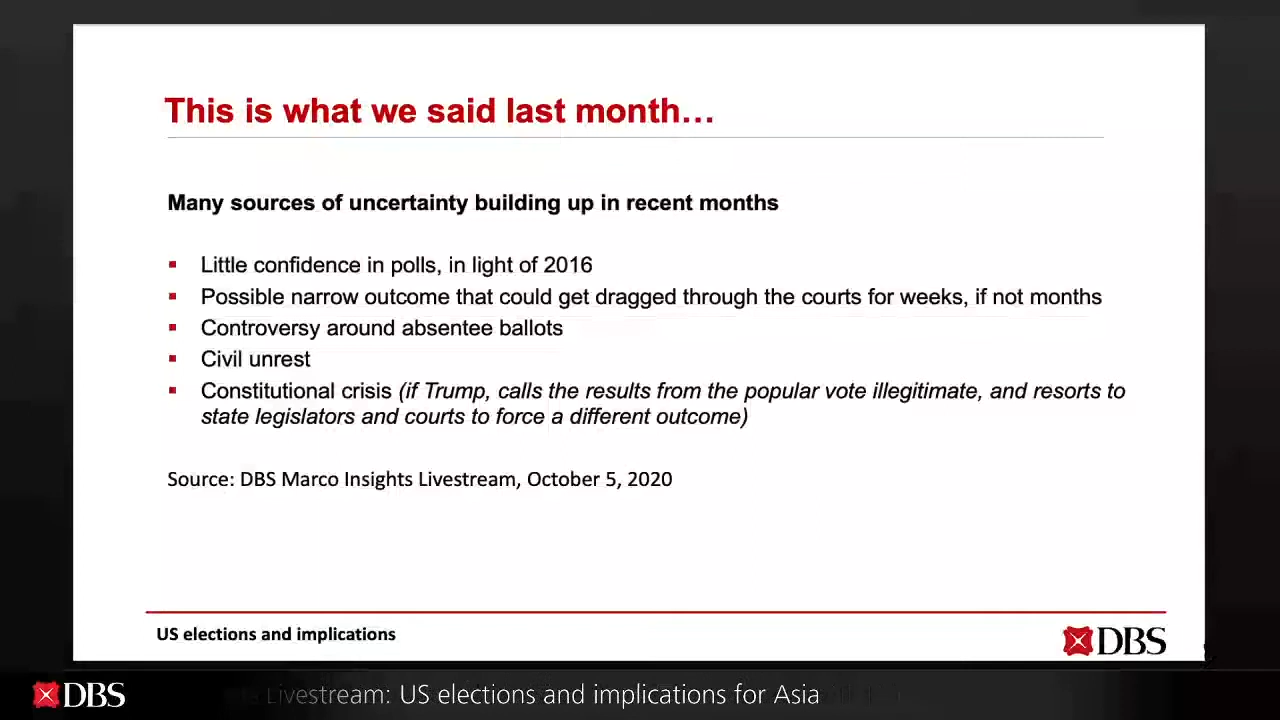 This is what we said last month…
Many sources of uncertainty building up in recent months
▪ Little confidence in polls, in light of 2016
▪ Possible narrow outcome that could get dragged through the courts for weeks, if not months
▪ Controversy around absentee ballots
▪ Civil unrest
▪ Constitutional crisis (if Trump, calls the results from the popular vote illegitimate, and resorts to
state legislators and courts to force a different outcome)
Source: DBS Marco Insights Livestream, October 5, 2020
US elections and implications
DBS
DBS
Livestream: US elections and implications for Asia